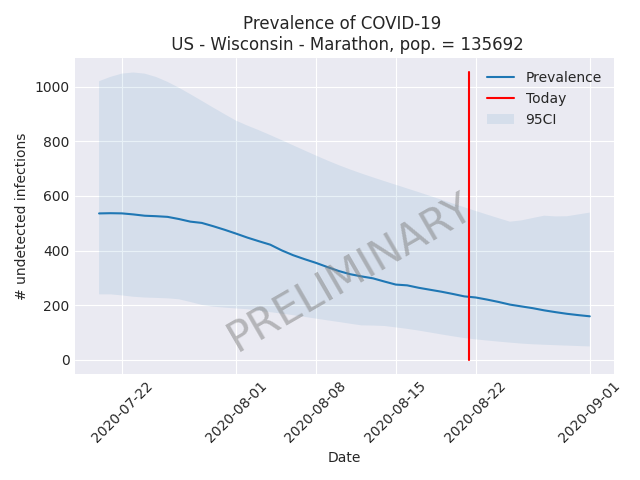 Prevalence of COVID-19
US - Wisconsin - Marathon, pop. = 135692
Prevalence
Today
95CI
# undetected infections
1000
800
600
400
200
0
PRELIMINARY
2020-07-22
2020-08-01
2020-08-08
2020-08-15
2020-08-22
2020-09-01
Date